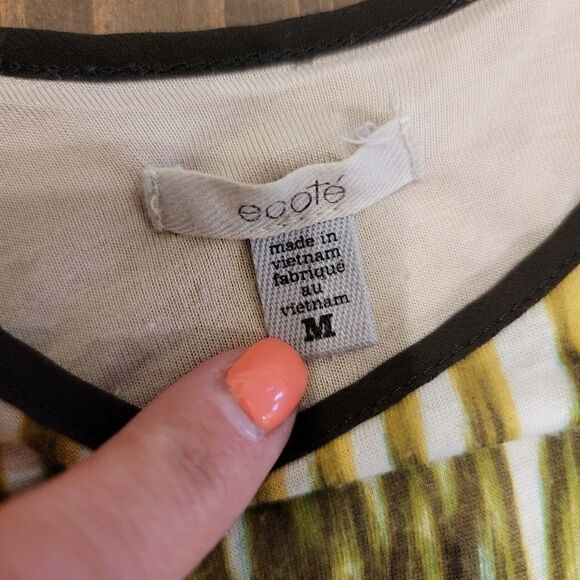 ecoté
made in
vietnam
fabriqué
au
vietnam
M